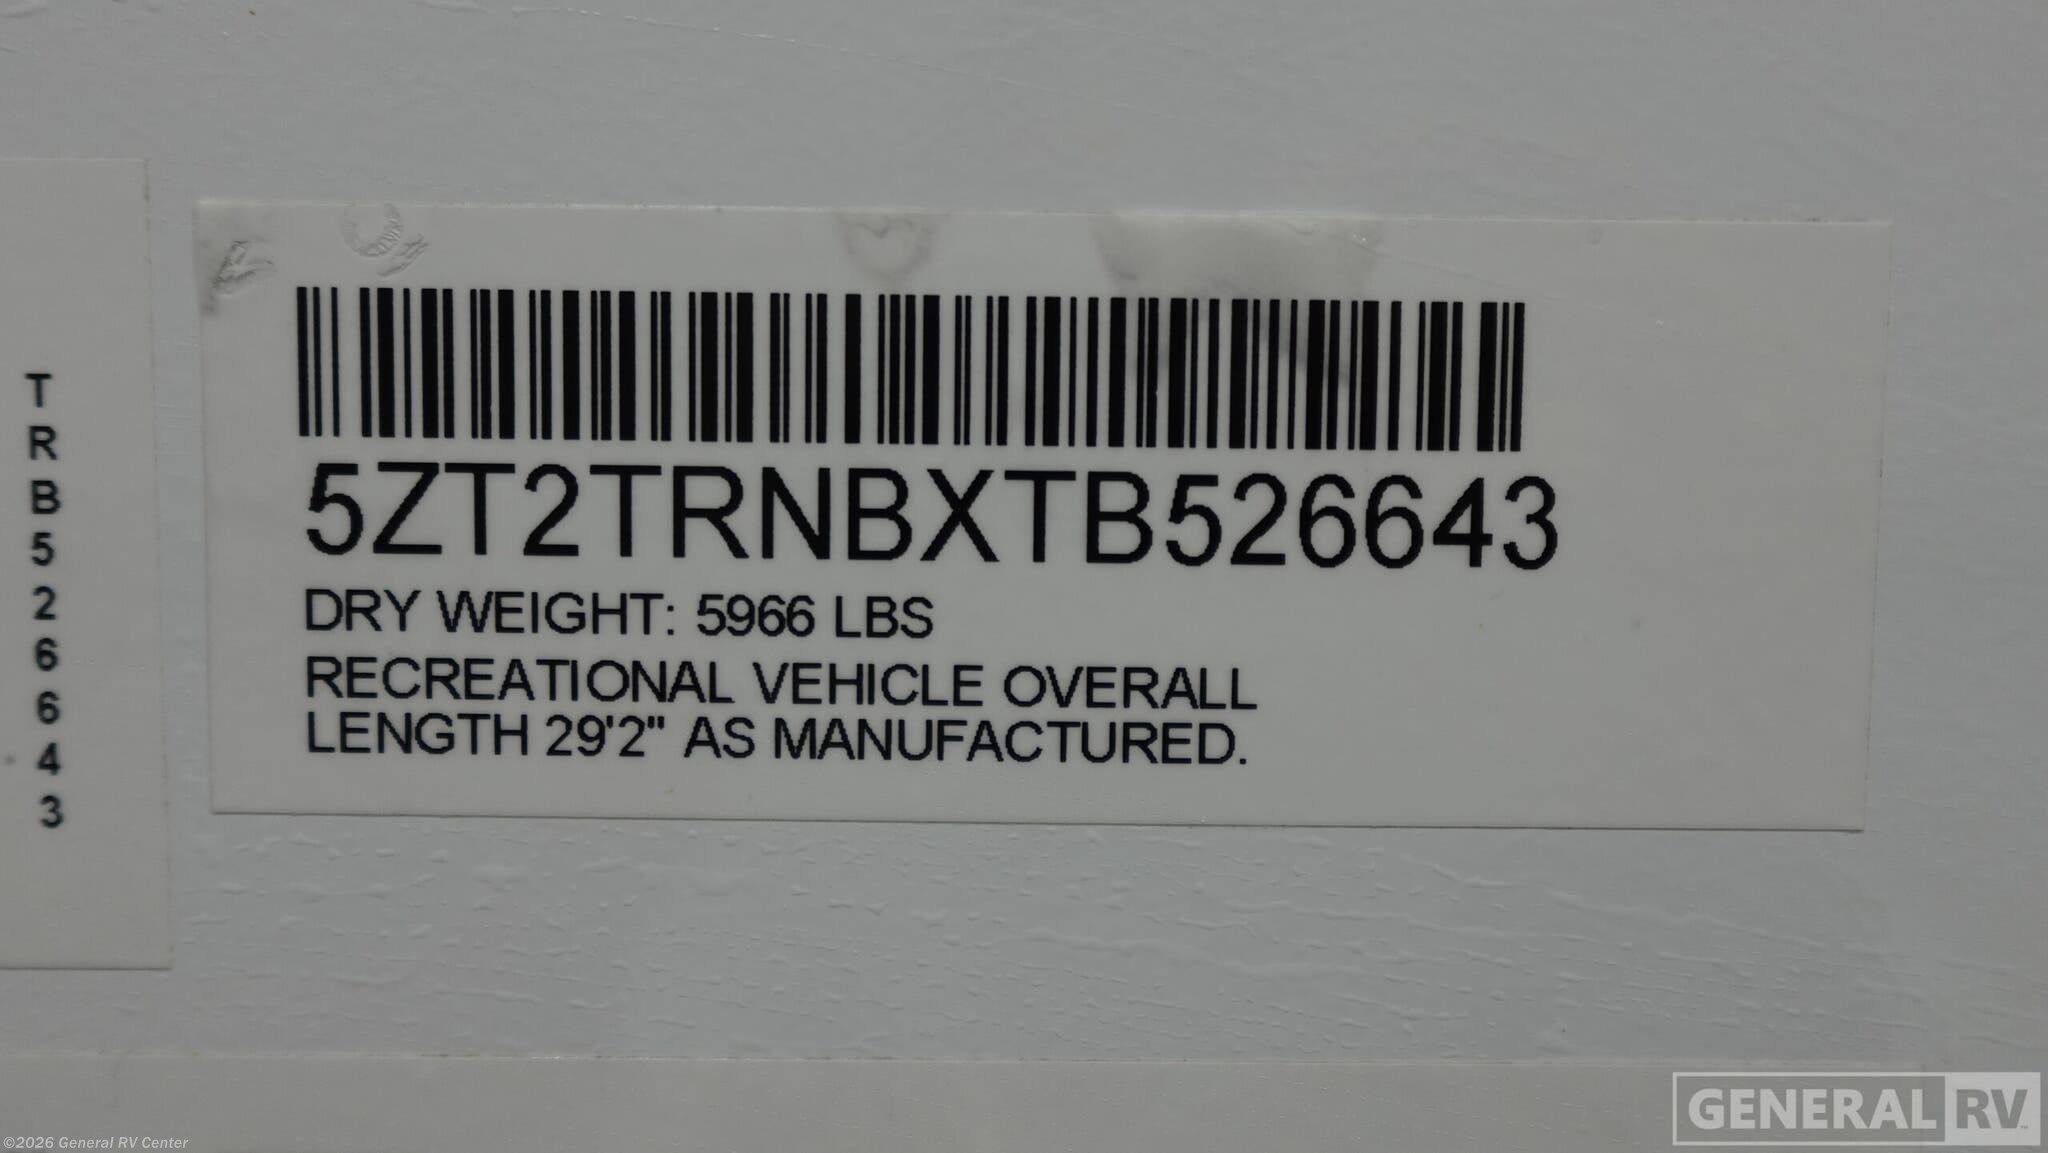 T
R
B
5
2
6
6
4
3
5ZT2TRNBXTB526643
DRY WEIGHT: 5966 LBS
RECREATIONAL VEHICLE OVERALL
LENGTH 29'2" AS MANUFACTURED.
©2026 General RV Center
GENERAL RV™